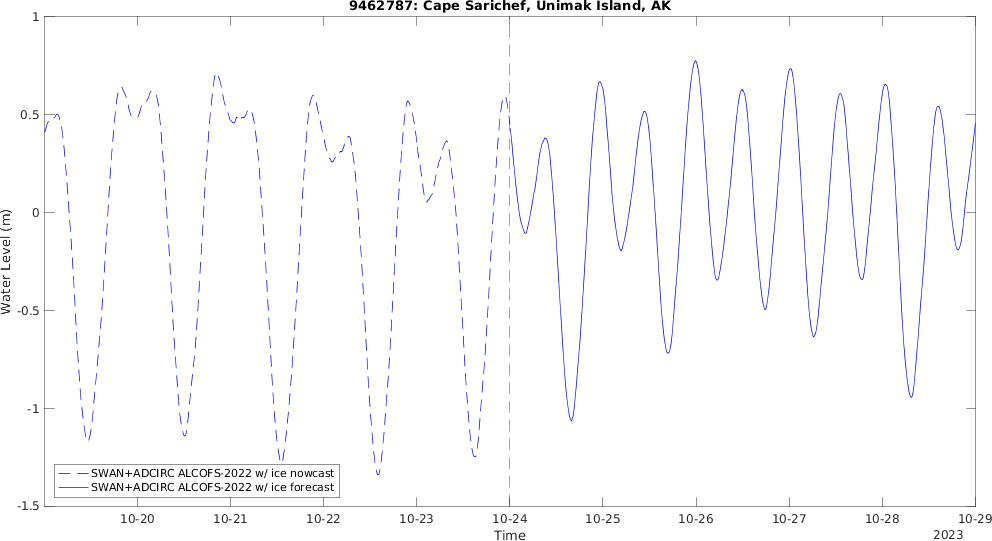 9462787: Cape Sarichef, Unimak Island, AK
1
0.5
0
-0.5
-1
-1.5
Water Level (m)
SWAN+ADCIRC ALCOFS-2022 w/ ice nowcast
SWAN+ADCIRC ALCOFS-2022 w/ ice forecast
10-20 10-21 10-22 10-23 10-24 10-25 10-26 10-27 10-28 10-29
Time
2023